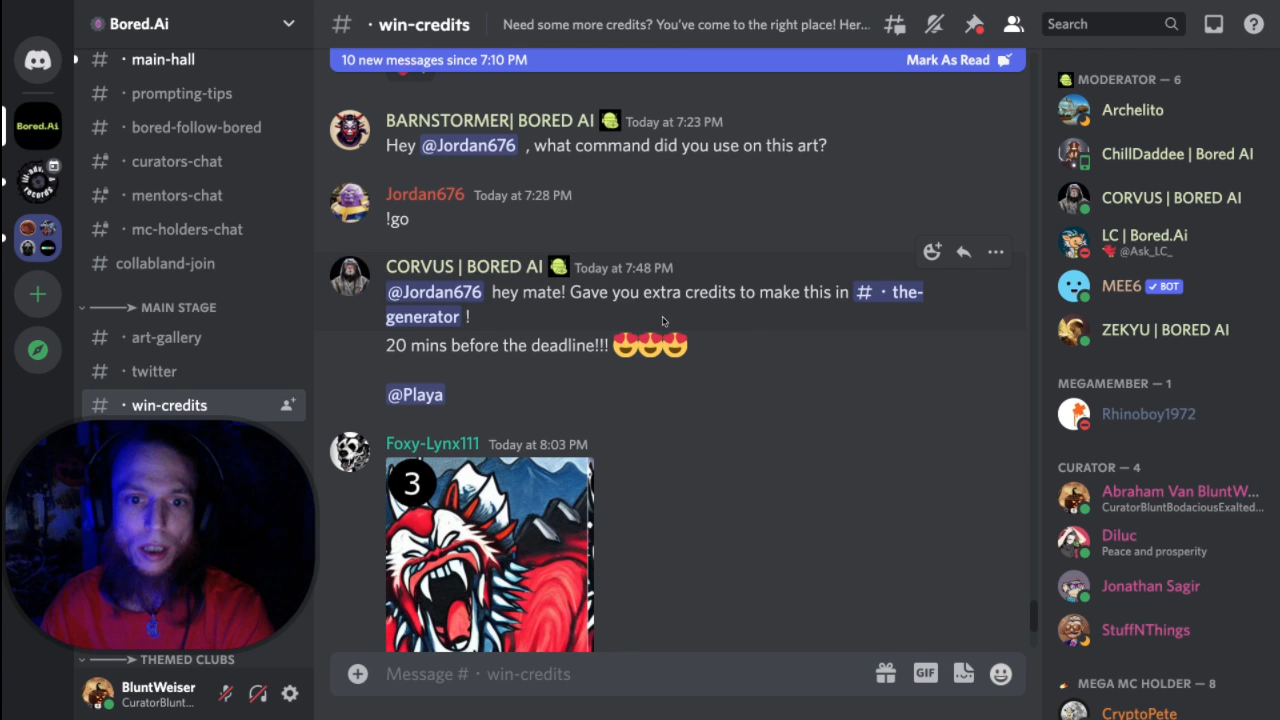 Bored.Ai
# · win-credits
Need some more credits? You've come to the right place! Her...
Search
10 new messages since 7:10 PM
Mark As Read
# · main-hall
# · prompting-tips
# · bored-follow-bored
# · curators-chat
# · mentors-chat
# · mc-holders-chat
# collabland-join
MAIN STAGE
# · art-gallery
# · twitter
# · win-credits
THEMED CLUBS
BluntWeiser
CuratorBlunt...
Bored.Ai
BARNSTORMER| BORED AI Today at 7:23 PM
Hey @Jordan676 , what command did you use on this art?
Jordan676 Today at 7:28 PM
!go
CORVUS | BORED AI Today at 7:48 PM
@Jordan676 hey mate! Gave you extra credits to make this in # · the-
generator !
20 mins before the deadline!!!
@Playa
Foxy-Lynx111 Today at 8:03 PM
3
Message # · win-credits
GIF
MODERATOR — 6
Archelito
ChillDaddee | Bored AI
CORVUS | BORED AI
LC | Bored.Ai
@Ask_LC_
MEE6 ✓ BOT
ZEKYU | BORED AI
MEGAMEMBER — 1
Rhinoboy1972
CURATOR — 4
Abraham Van BluntW...
CuratorBluntBodaciousExalted...
Diluc
Peace and prosperity
Jonathan Sagir
StuffNThings
MEGA MC HOLDER — 8
CryptoPete